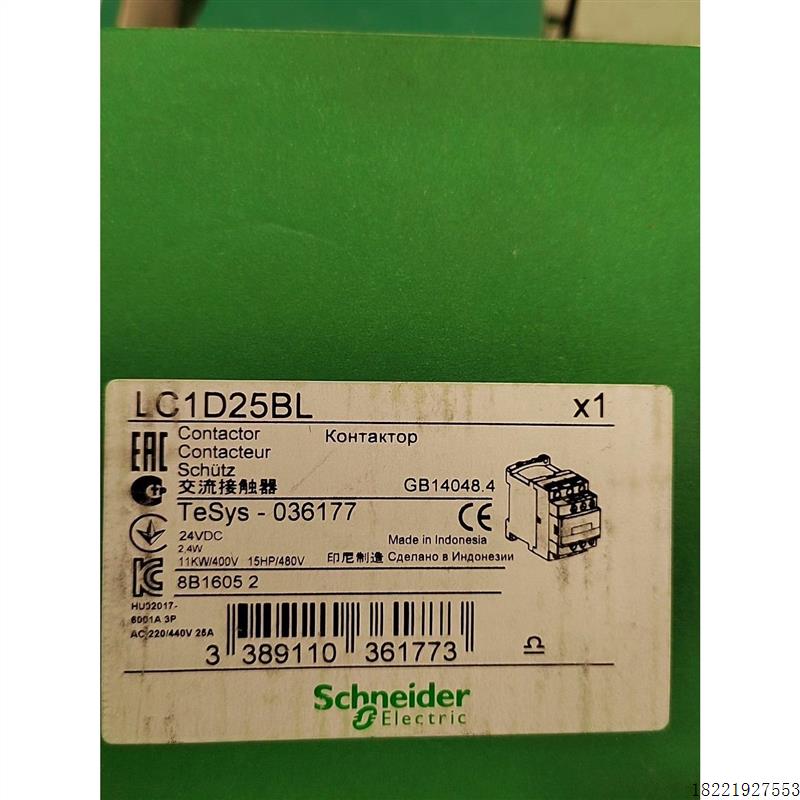 LC1D25BL x1
Contactor Контактор
Contacteur
Schütz
交流接触器 GB14048.4
TeSys - 036177 CE
24VDC Made in Indonesia
2,4W
11KW/400V 15HP/480V 印尼制造 Сделано в Индонезии
8B1605 2
HU02017-
6001A 3P
AC 220/440V 25A
3 389110 361773
Schneider
Electric
18221927553